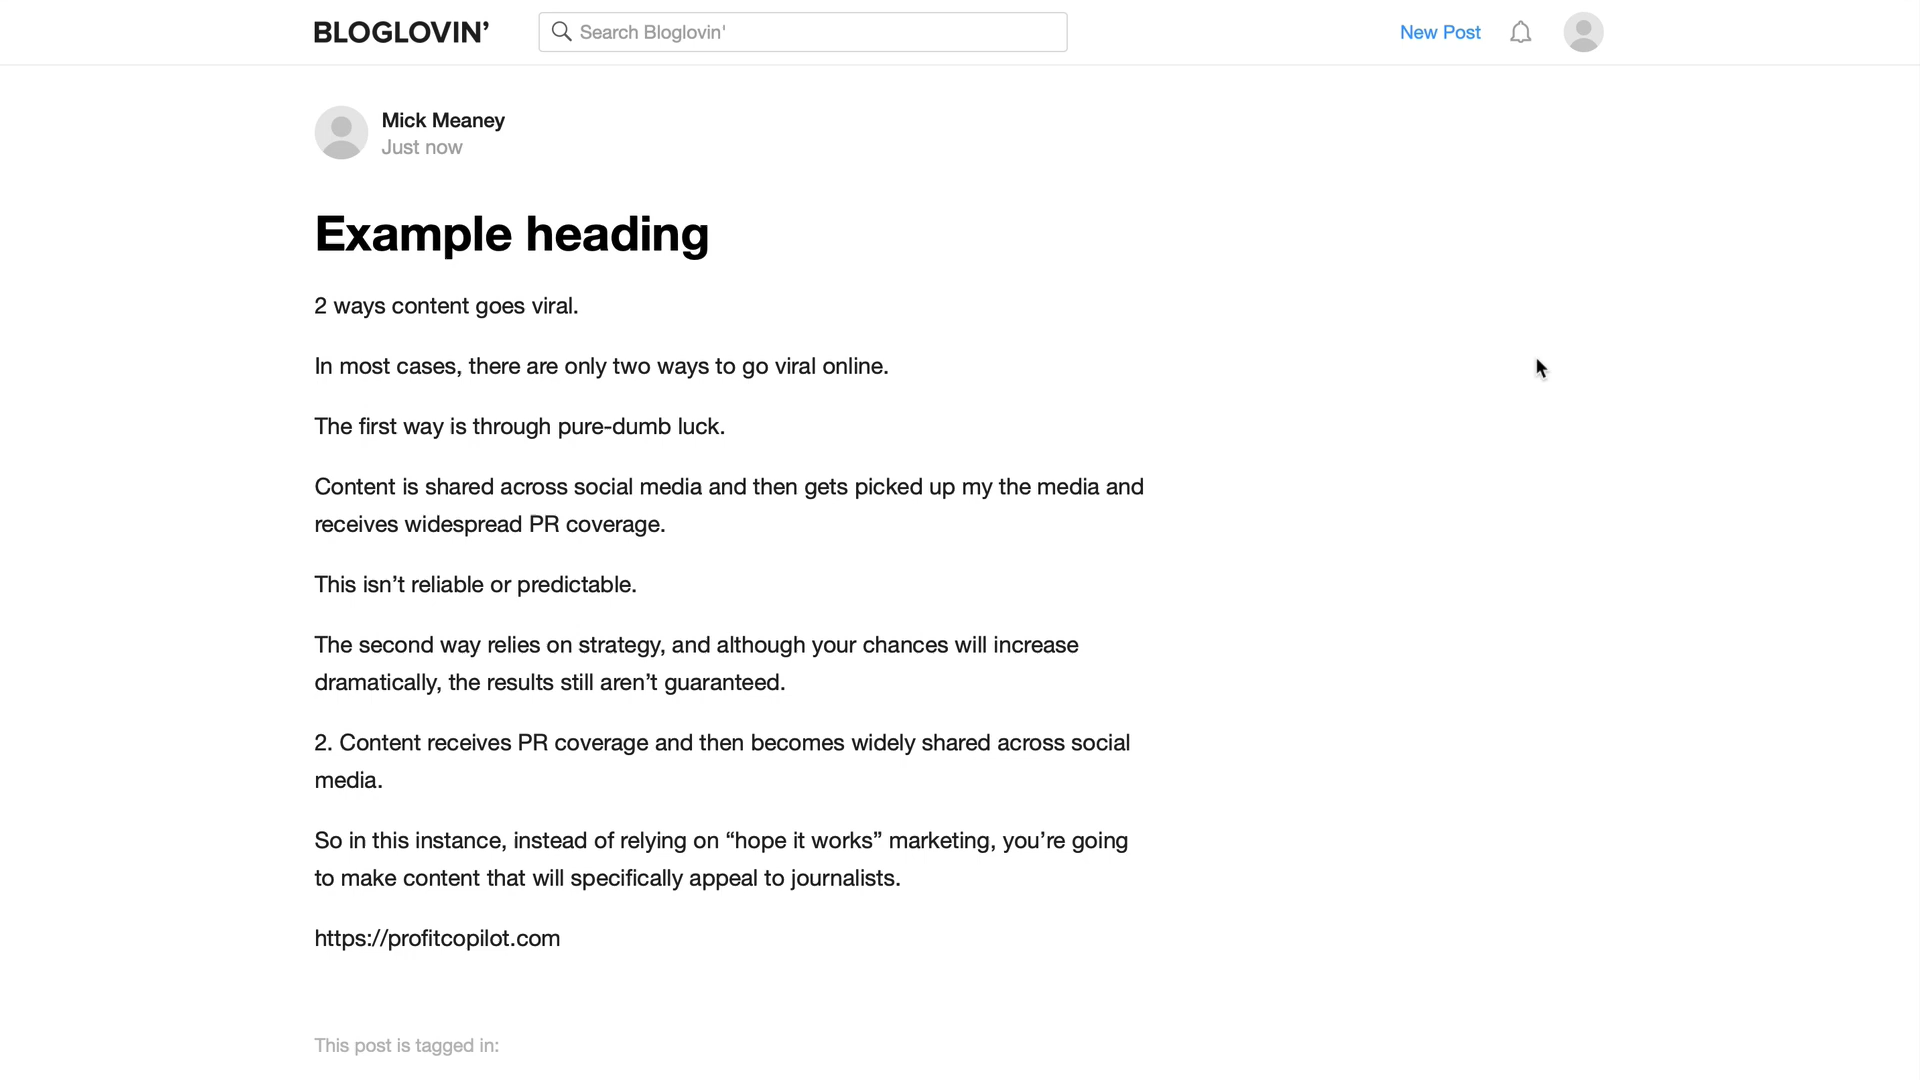 BLOGLOVIN’
Search Bloglovin'
New Post
Mick Meaney
Just now
Example heading
2 ways content goes viral.
In most cases, there are only two ways to go viral online.
The first way is through pure-dumb luck.
Content is shared across social media and then gets picked up my the media and
receives widespread PR coverage.
This isn’t reliable or predictable.
The second way relies on strategy, and although your chances will increase
dramatically, the results still aren’t guaranteed.
2. Content receives PR coverage and then becomes widely shared across social
media.
So in this instance, instead of relying on “hope it works” marketing, you’re going
to make content that will specifically appeal to journalists.
https://profitcopilot.com
This post is tagged in: